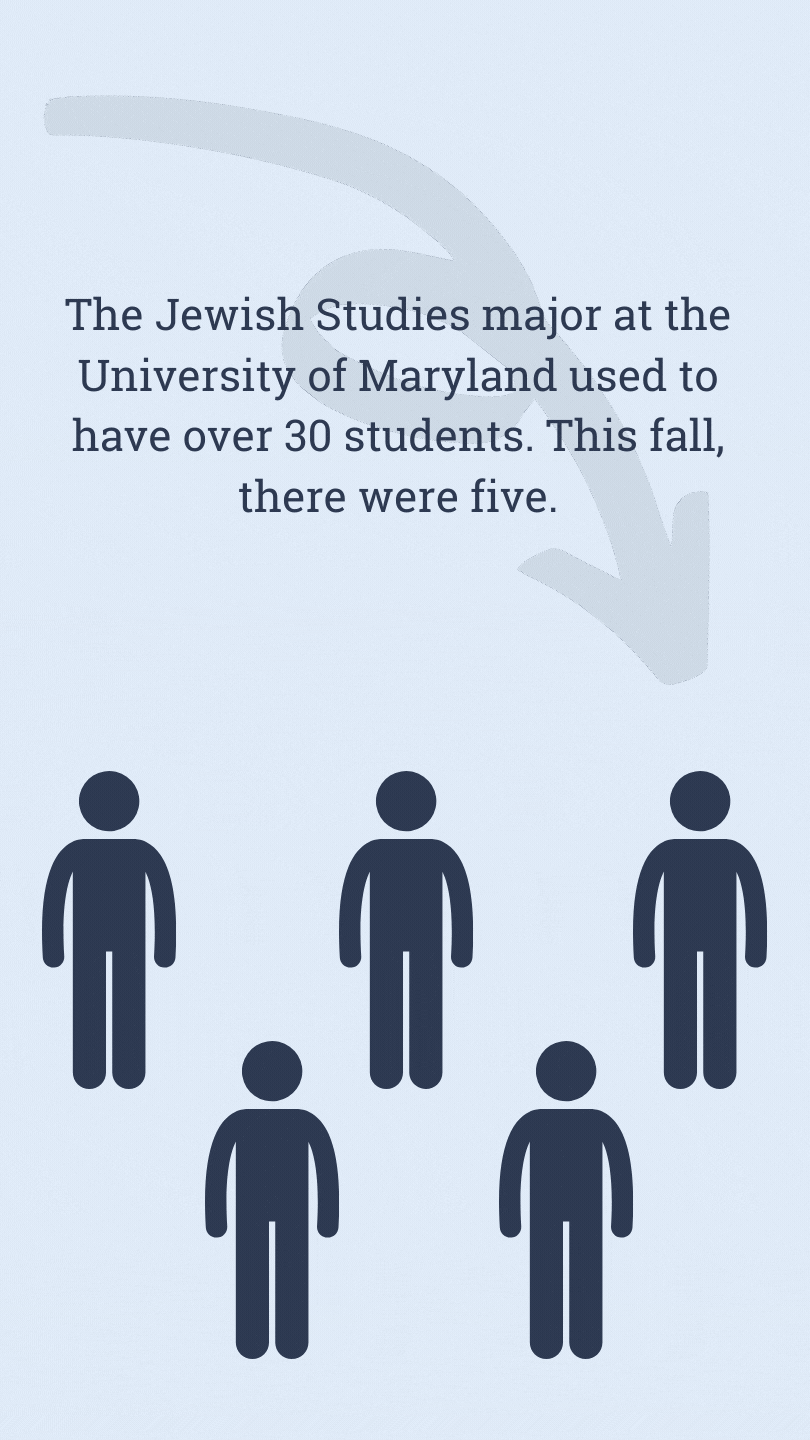 The Jewish Studies major at the
University of Maryland used to
have over 30 students. This fall,
there were five.